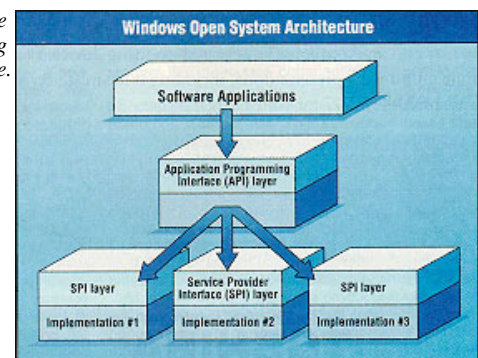 e
g
e.
Windows Open System Architecture
Software Applications
Application Programming
Interface (API) layer
SPI layer
Implementation #1
Service Provider
Interface (SPI) layer
Implementation #2
SPI layer
Implementation #3